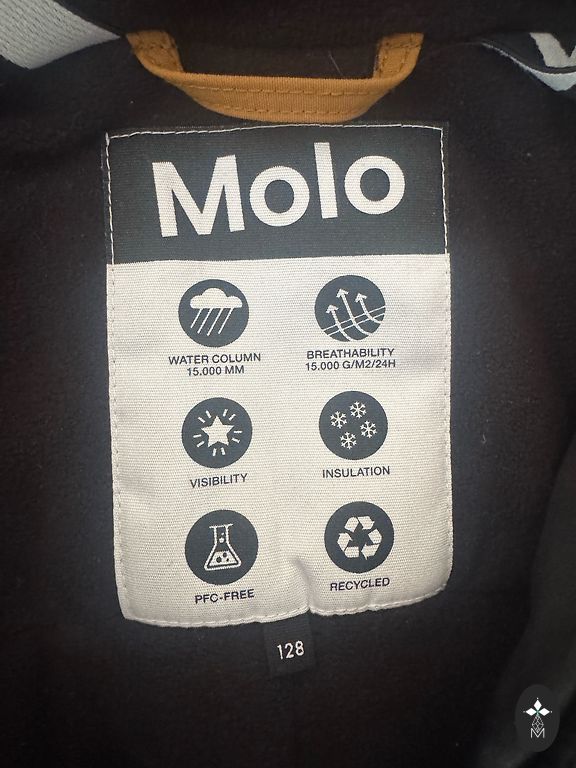 Molo
WATER COLUMN
15.000 MM
BREATHABILITY
15.000 G/M2/24H
VISIBILITY
INSULATION
PFC-FREE
RECYCLED
128
M